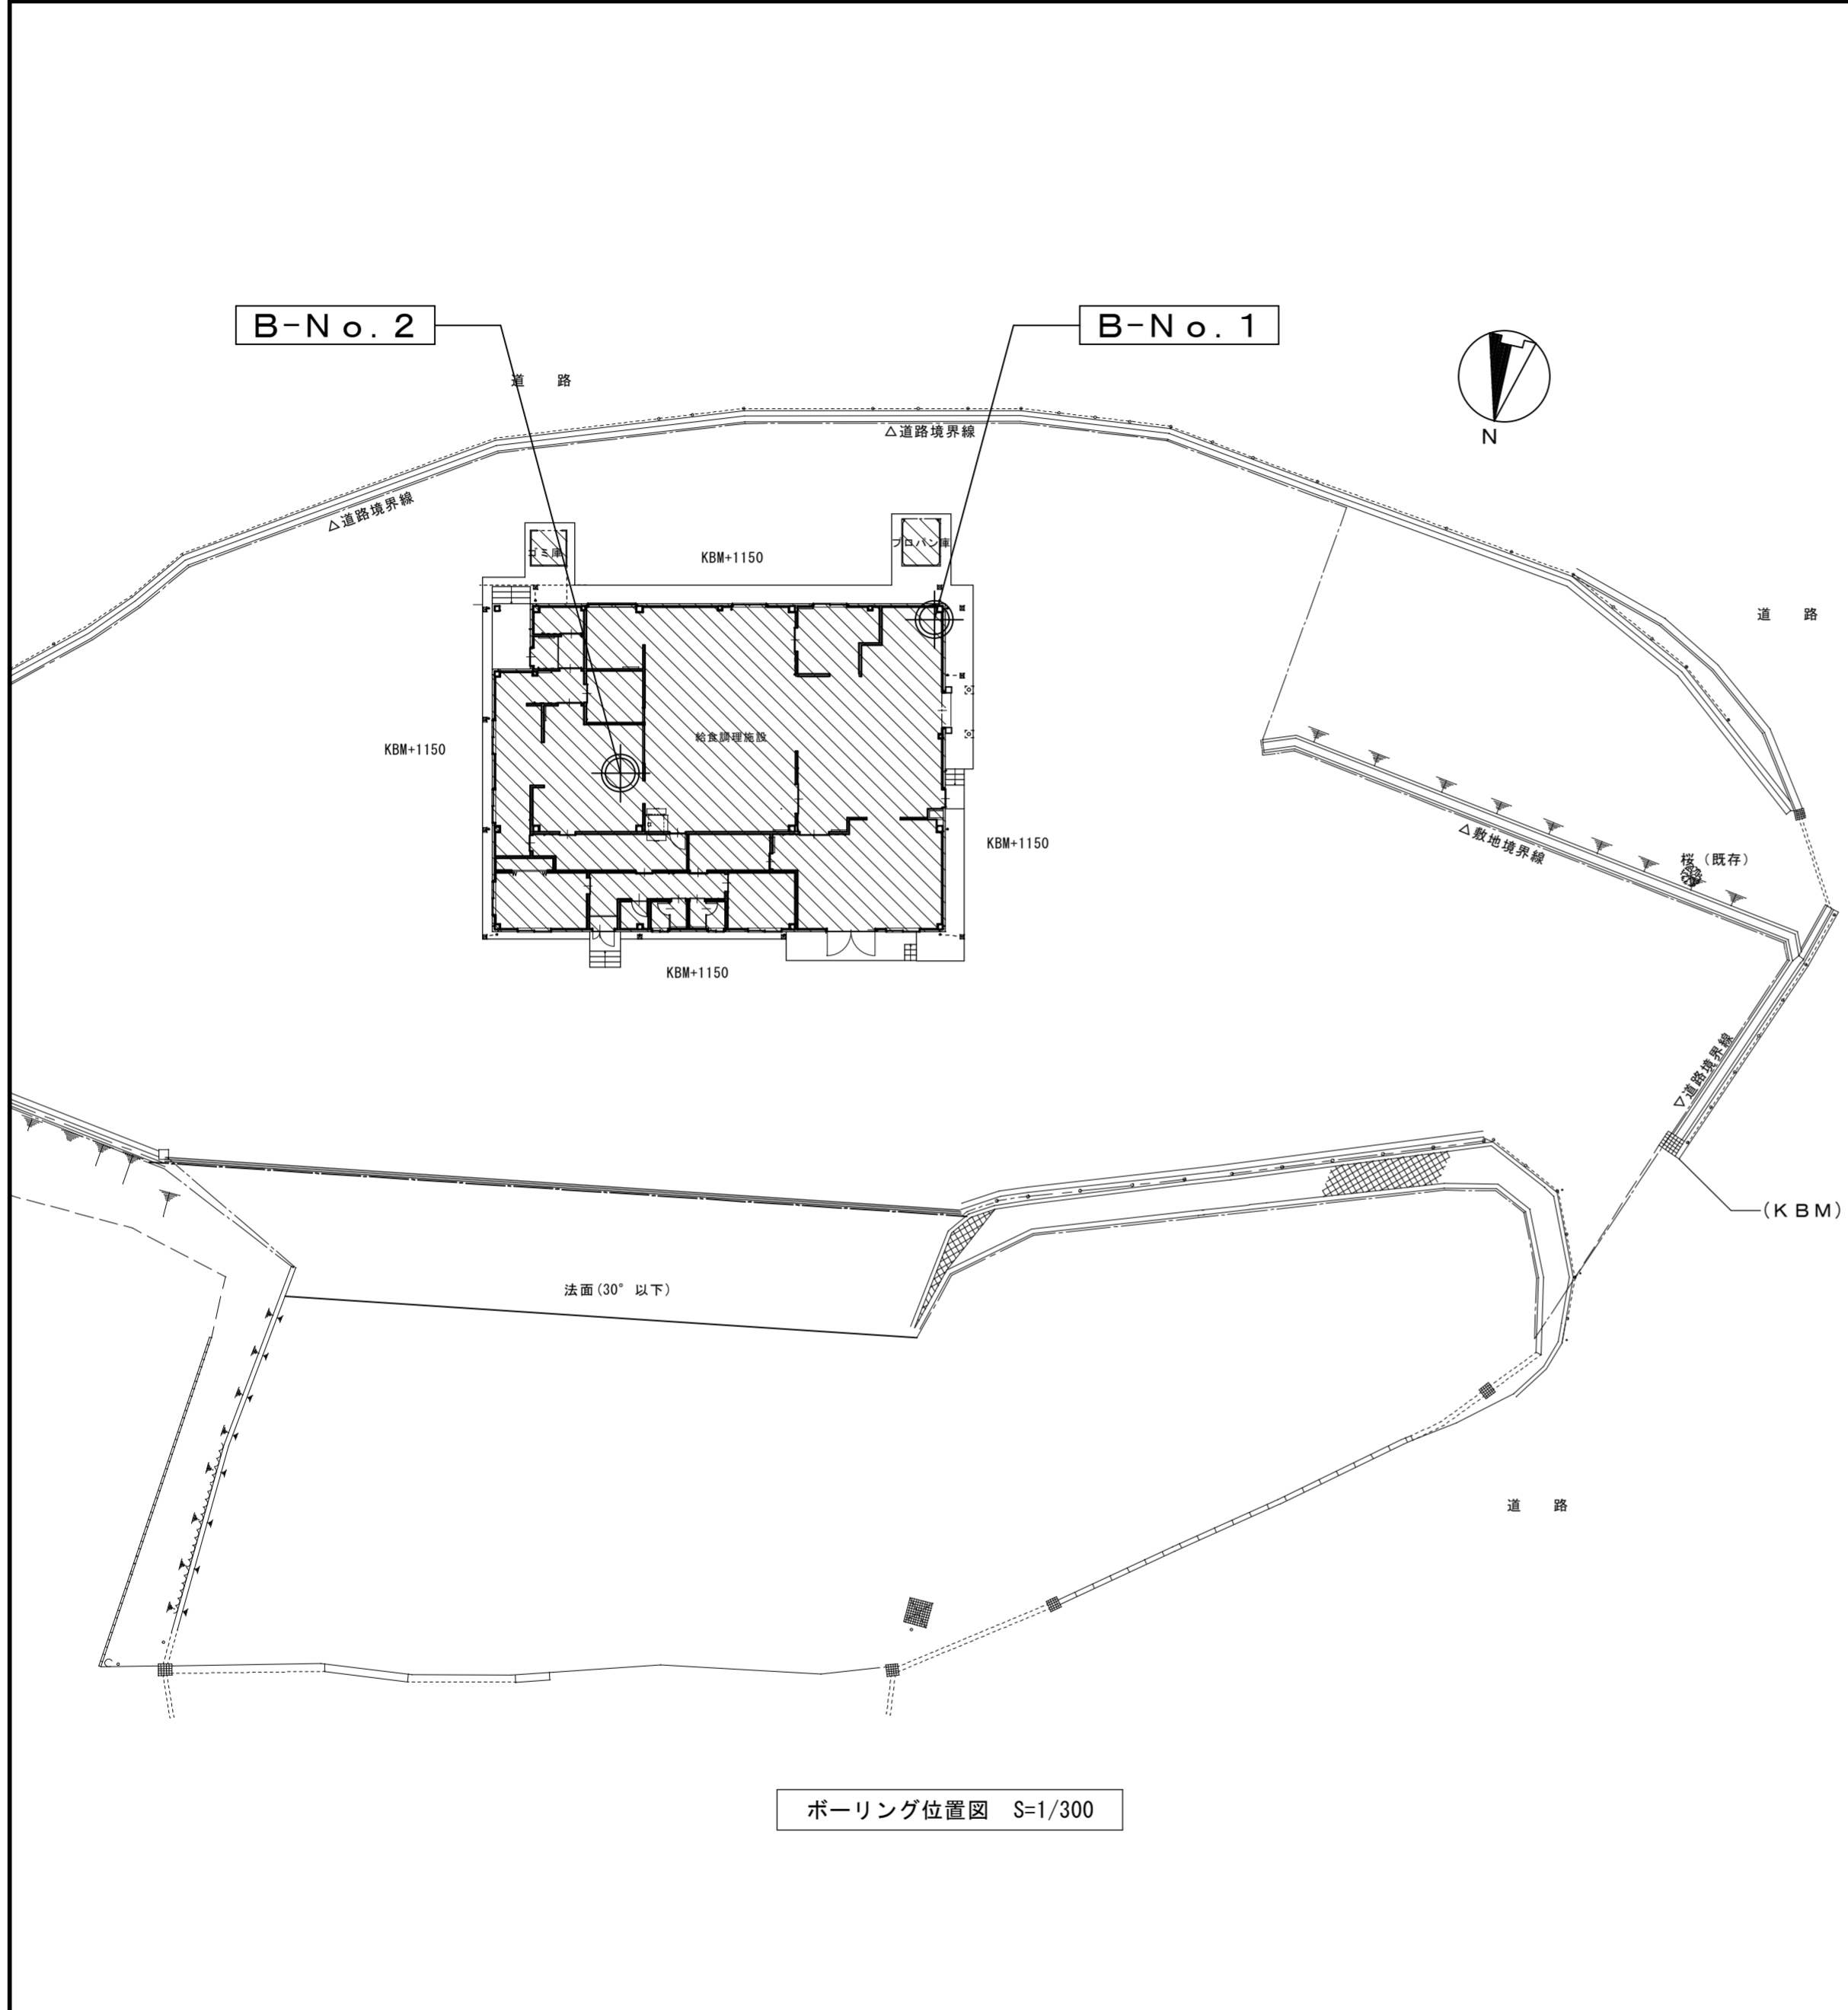 B-No.2
B-No.1
道 路
△道路境界線
N
△道路境界線
ゴミ庫
KBM+1150
プロパン庫
道 路
給食調理施設
KBM+1150
KBM+1150
△敷地境界線
桜（既存）
KBM+1150
△道路境界線
(KBM)
法面(30°以下)
道 路
ボーリング位置図 S=1/300